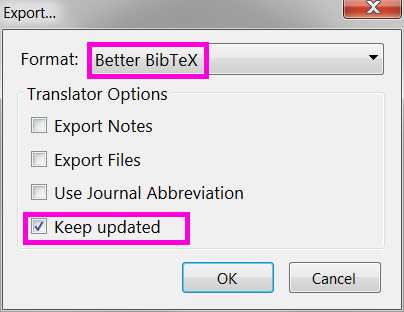 Export...
Format: Better BibTeX
Translator Options
Export Notes
Export Files
Use Journal Abbreviation
Keep updated
OK Cancel